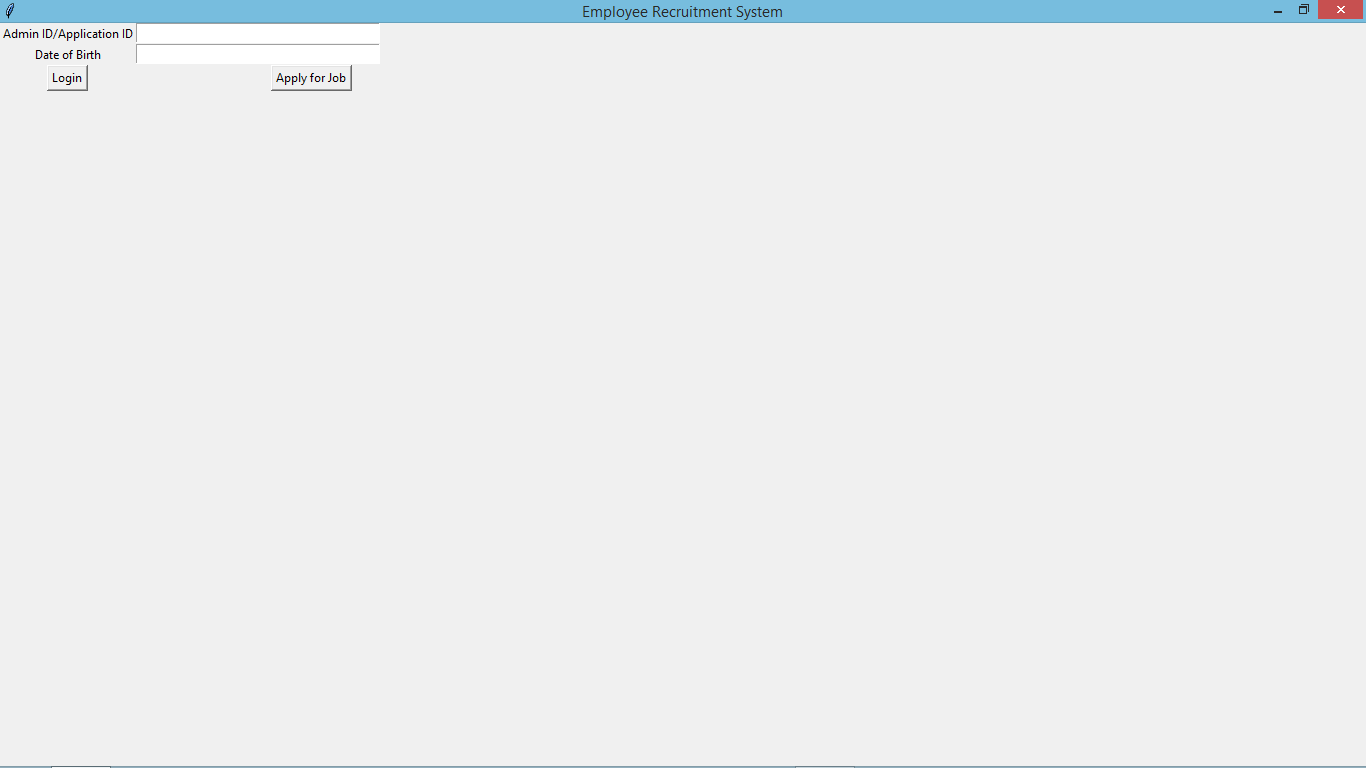 Employee Recruitment System
Admin ID/Application ID
Date of Birth
Login Apply for Job